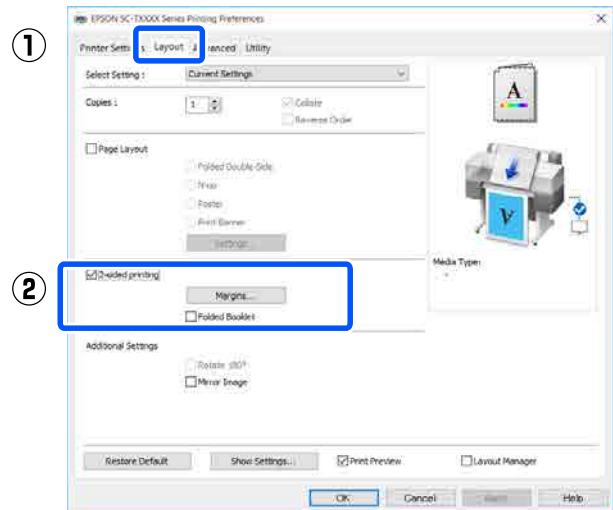 EPSON SC-TXXXX Series Printing Preferences
①
Printer Layout Utility
Select Setting : Current Settings
Copies : 1 Collate
Reverse Order
Page Layout
Folded Double-Side
N-up
Poster
Print Banner
Settings...
Media Type:
②
2-sided printing
Margins...
Folded Booklet
Additional Settings
Rotate 180°
Mirror Image
Restore Default Show Settings... Print Preview Layout Manager
OK Cancel Help
A
V